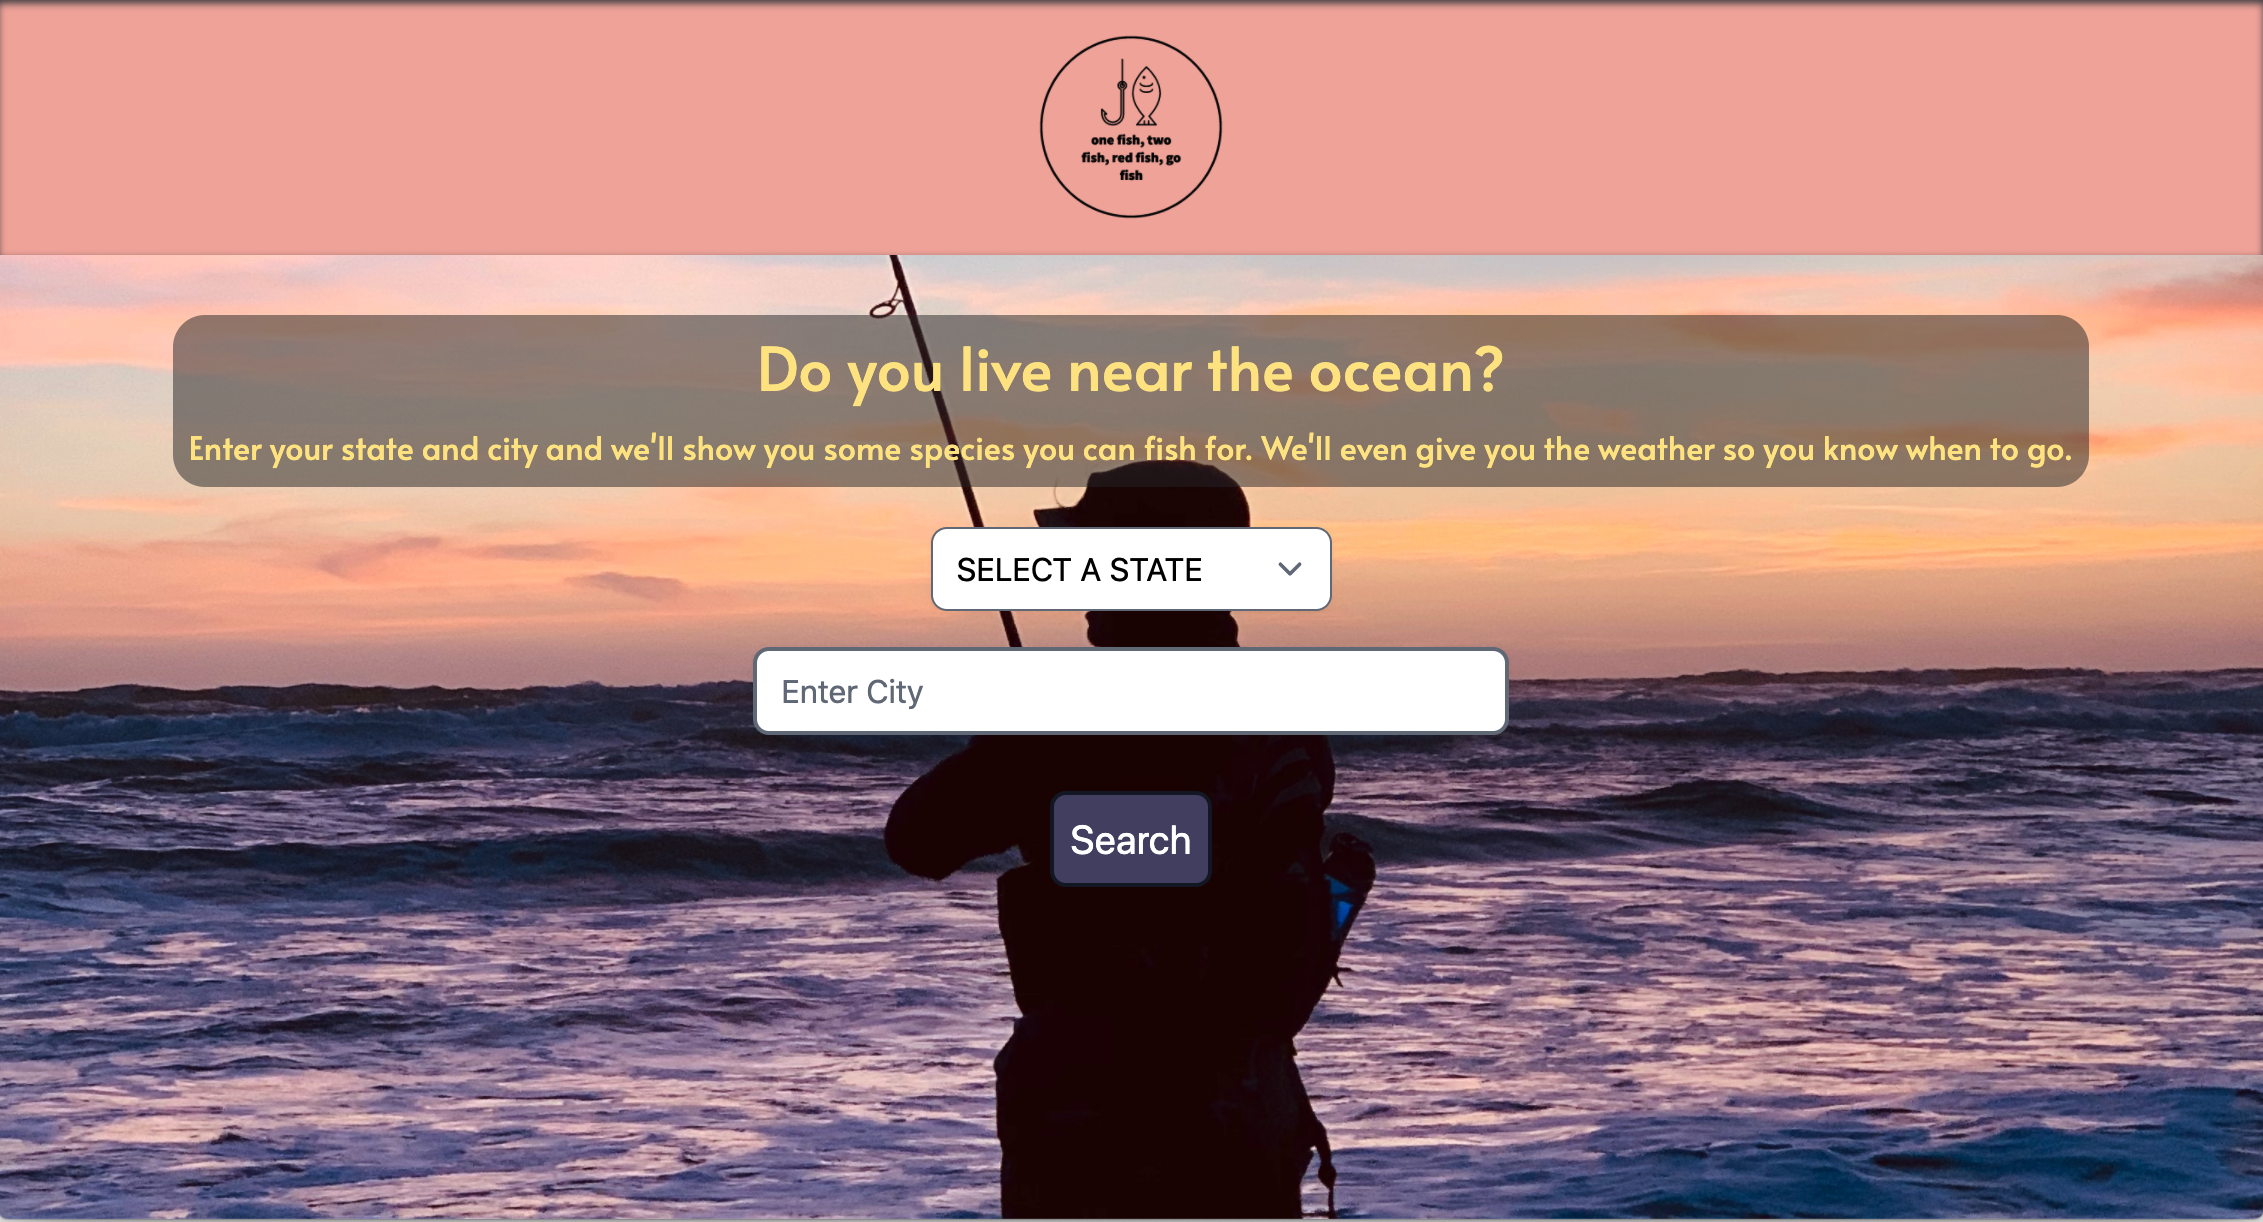 one fish, two
fish, red fish, go
fish
Do you live near the ocean?
Enter your state and city and we'll show you some species you can fish for. We'll even give you the weather so you know when to go.
SELECT A STATE
Enter City
Search